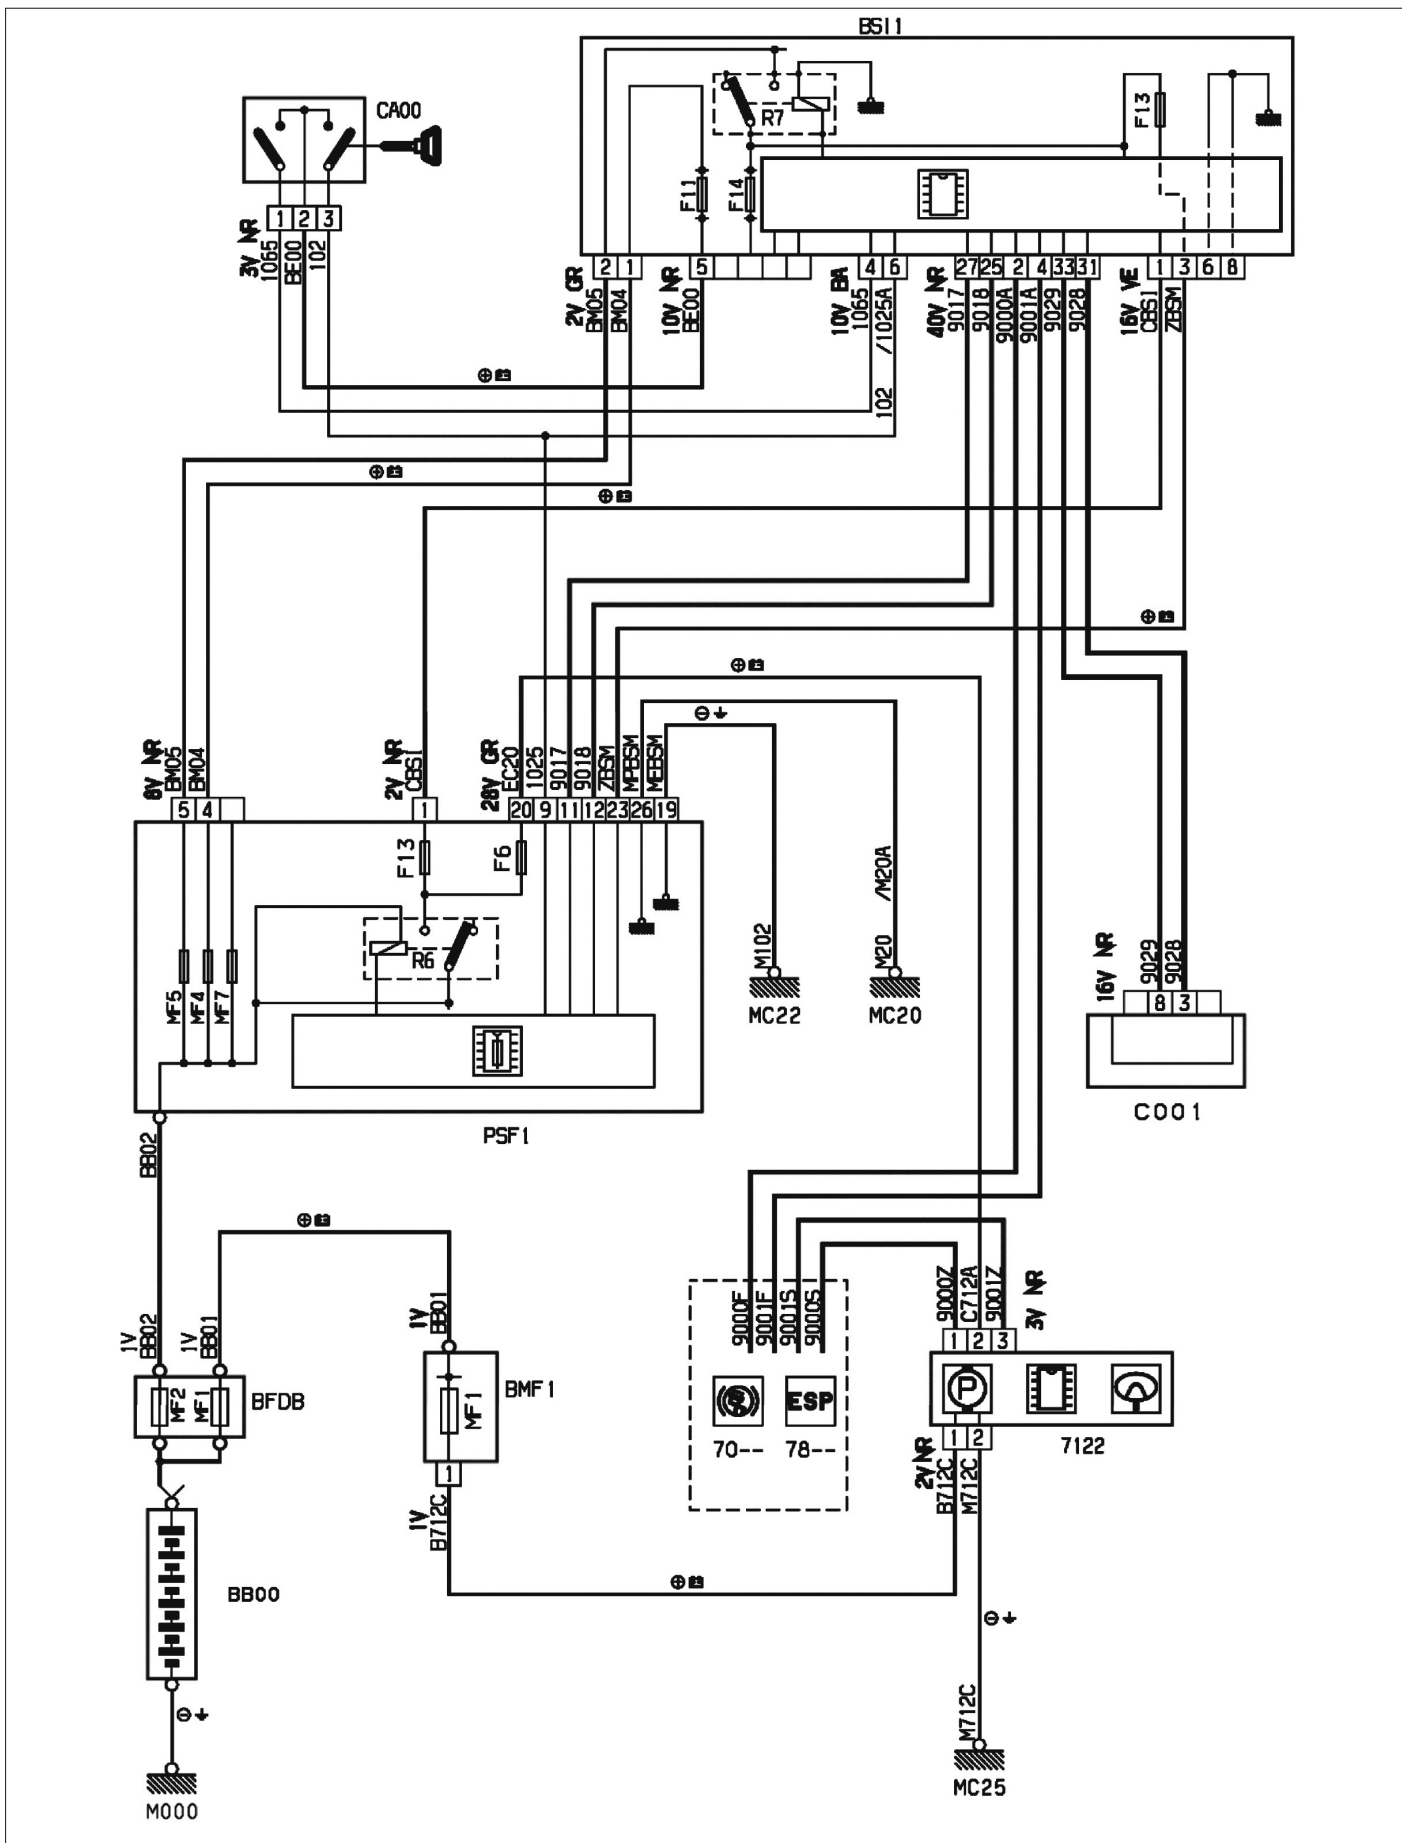 BSI1
CA00
R7
F13
F11
F14
1 2 3
3V NR
1065
BE00
102
2 1 5 4 6 27 25 2 4 33 31 1 3 6 8
2V GR
BM05
BM04
10V NR
BE00
10V BA
1065
/1025A
102
40V NR
9017
9018
9000A
9001A
9029
9028
16V VE
CBSI
ZBSM
8V NR
BM05
BM04
2V NR
CBSI
28V GR
EC20
1025
9017
9018
ZBSM
MPBSM
MEBSM
5 4 1 20 9 11 12 23 26 19
F13
F6
R6
MF5
MF4
MF7
PSF1
M102
M20
/M20A
MC22
MC20
16V NR
9029
9028
8 3
C001
BB02
1V
BB02
1V
BB01
1V
BB01
MF2
MF1
BFDB
MF1
BMF1
1
1V
B712C
BB00
M000
9000F
9001F
9001S
9000S
ESP
70--
78--
9000Z
C712A
9001Z
3V NR
1 2 3
P
7122
1 2
2V NR
B712C
M712C
M712C
MC25